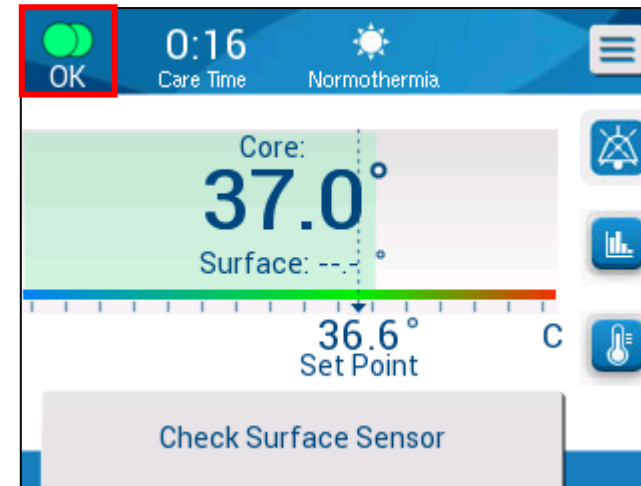 OK
0:16
Care Time
Normothermia
Core:
37.0°
Surface: --.- °
36.6° C
Set Point
Check Surface Sensor